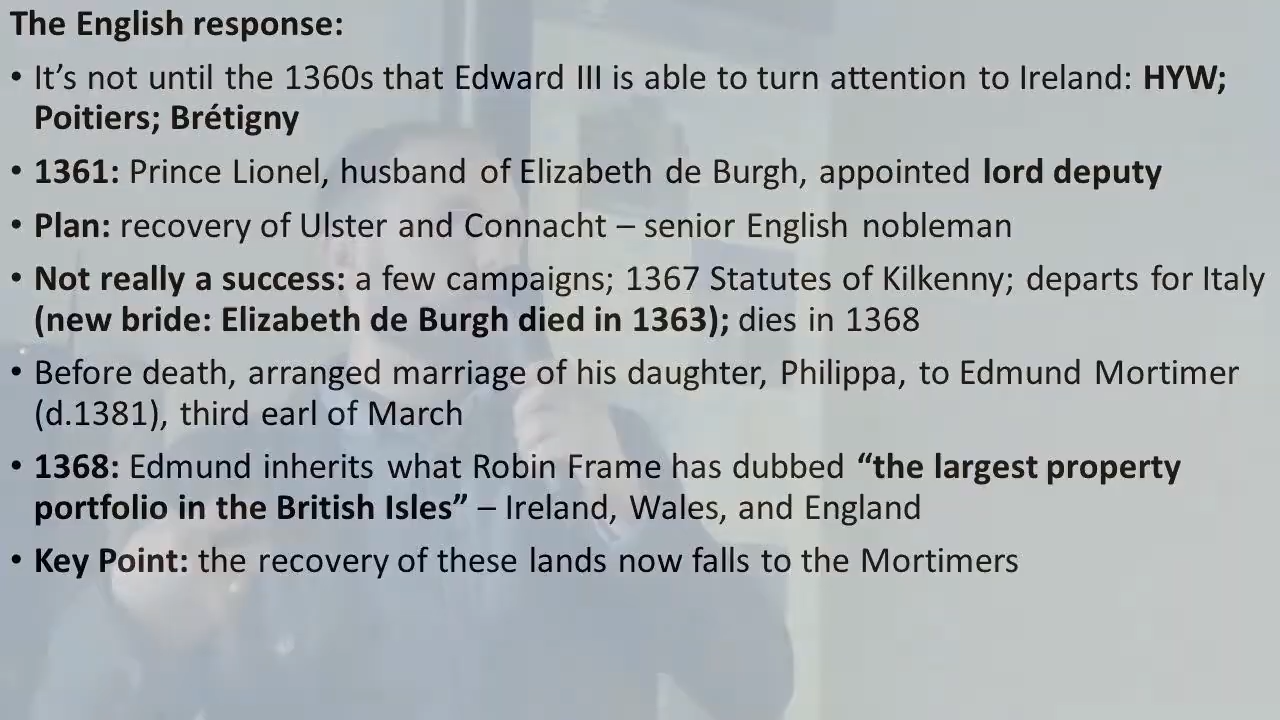 The English response:
• It’s not until the 1360s that Edward III is able to turn attention to Ireland: HYW;
Poitiers; Brétigny
• 1361: Prince Lionel, husband of Elizabeth de Burgh, appointed lord deputy
• Plan: recovery of Ulster and Connacht – senior English nobleman
• Not really a success: a few campaigns; 1367 Statutes of Kilkenny; departs for Italy
(new bride: Elizabeth de Burgh died in 1363); dies in 1368
• Before death, arranged marriage of his daughter, Philippa, to Edmund Mortimer
(d.1381), third earl of March
• 1368: Edmund inherits what Robin Frame has dubbed “the largest property
portfolio in the British Isles” – Ireland, Wales, and England
• Key Point: the recovery of these lands now falls to the Mortimers